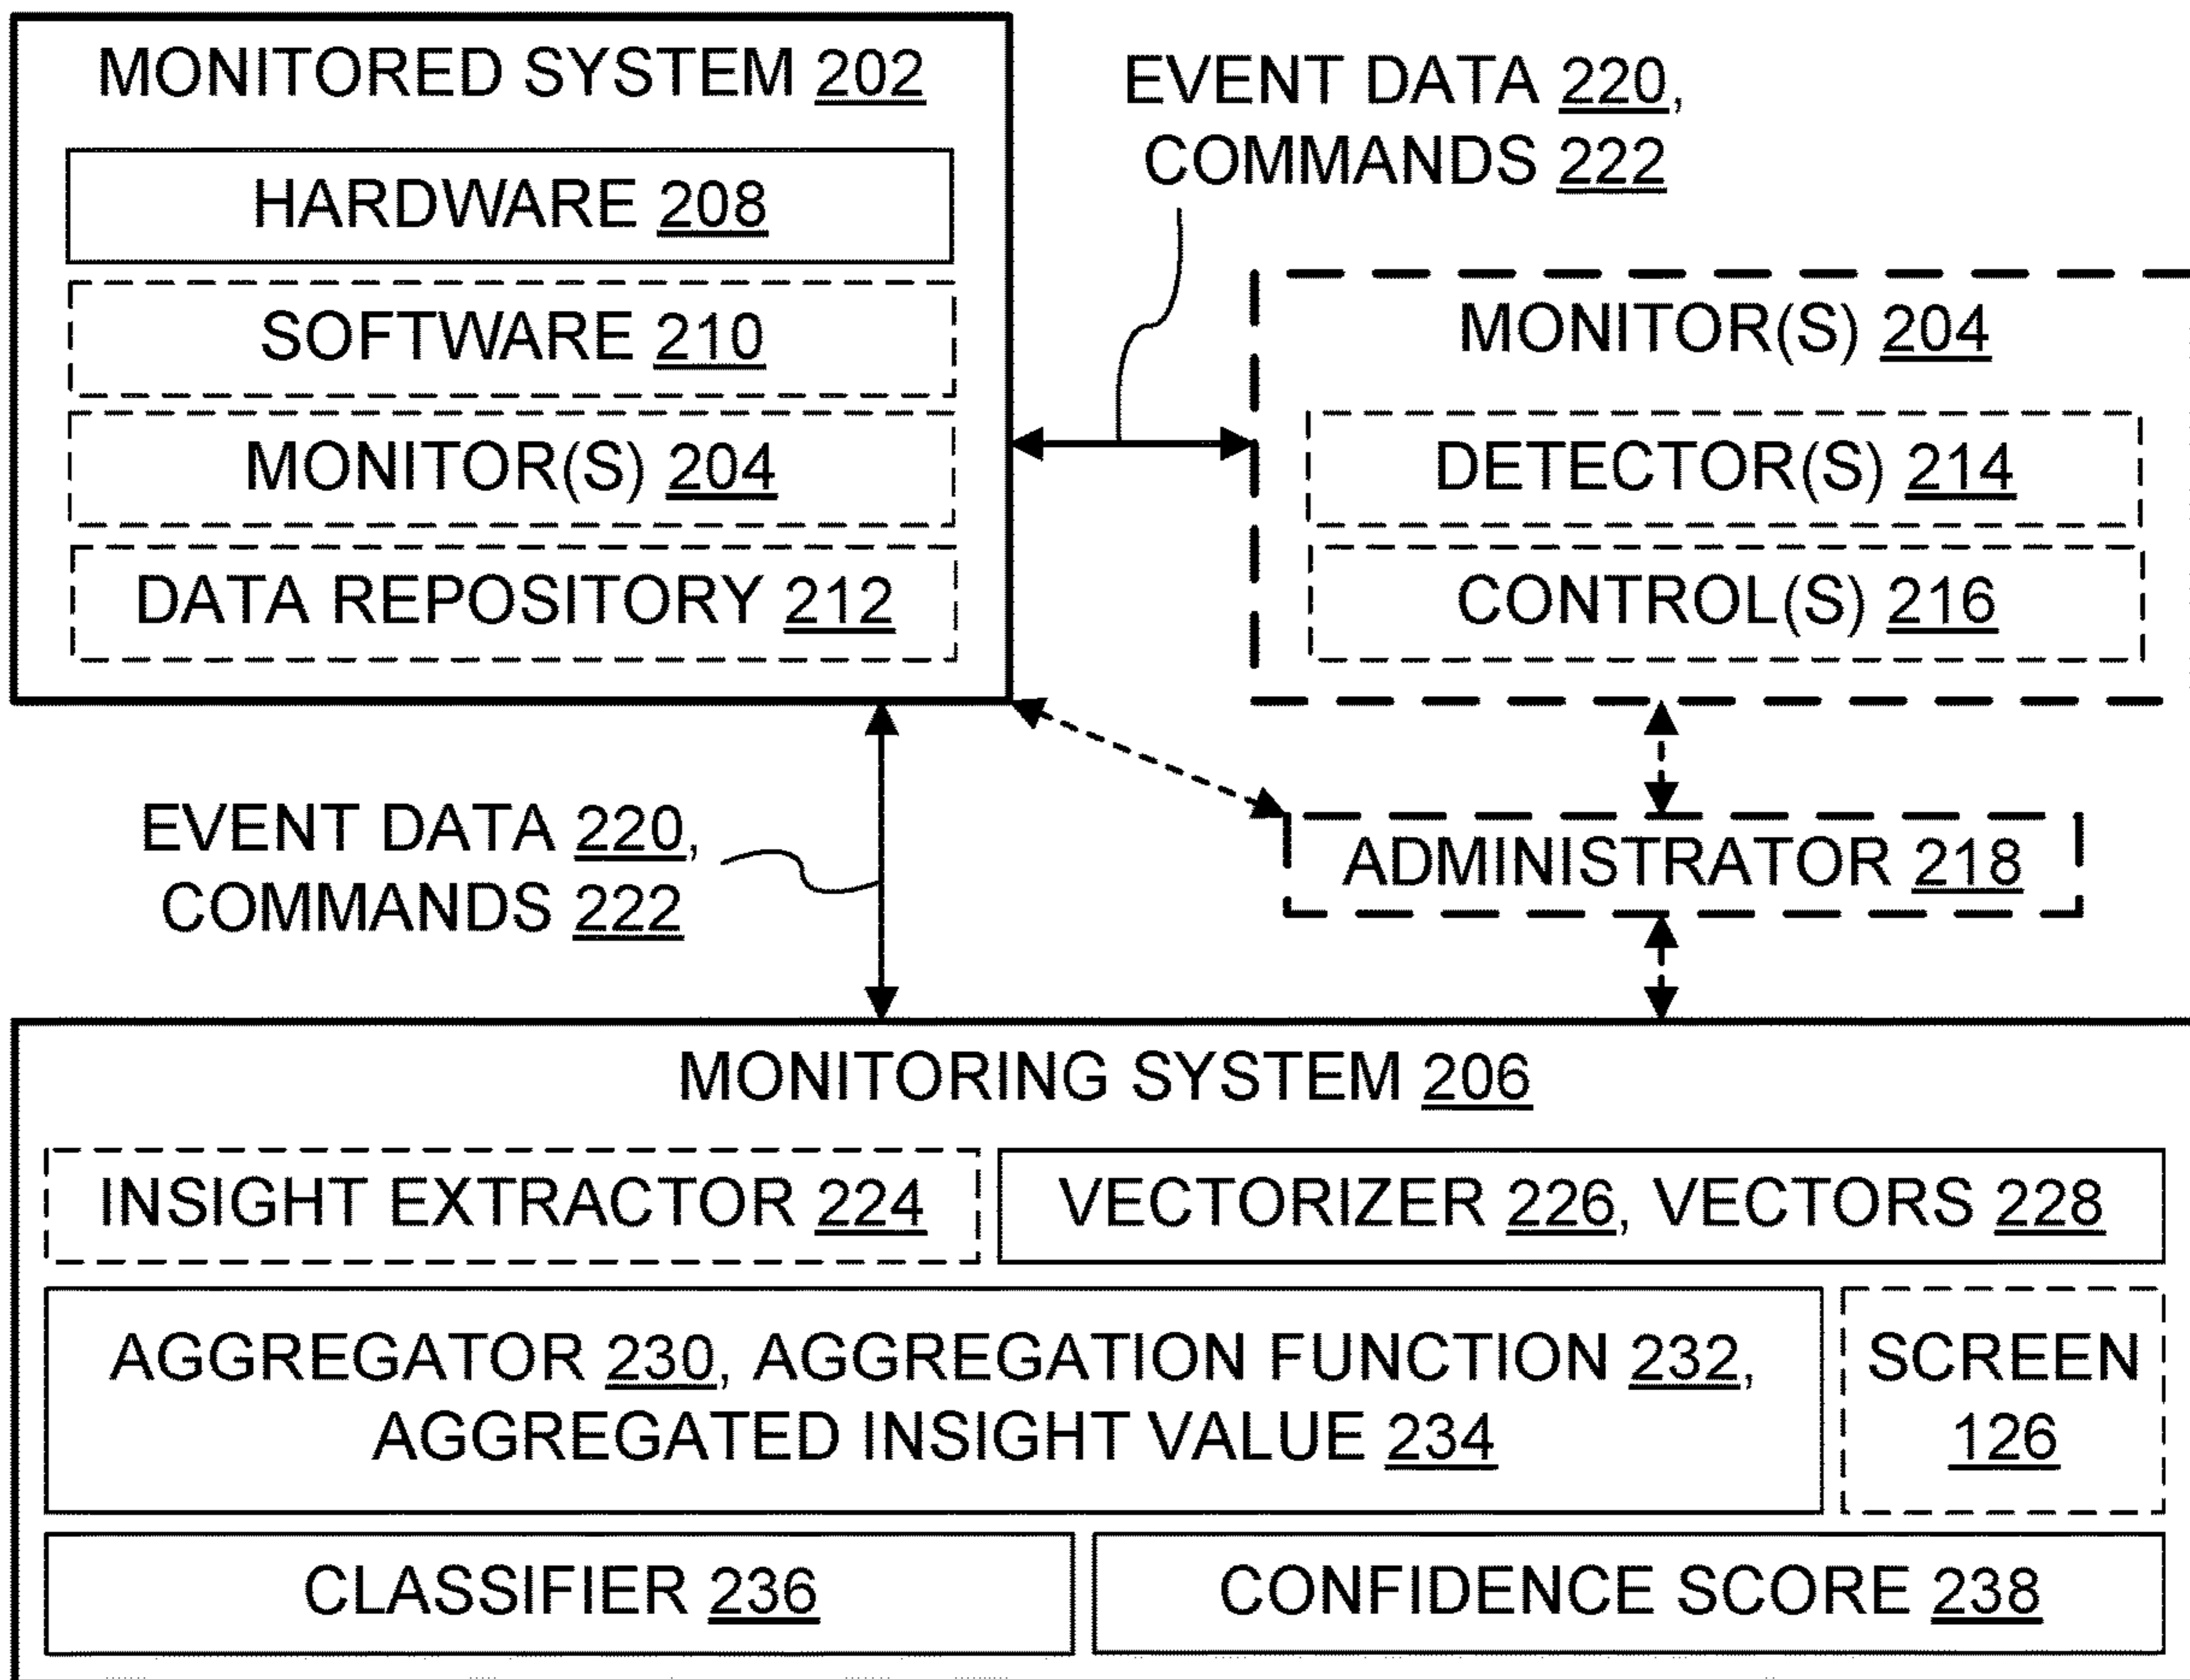 MONITORED SYSTEM 202
HARDWARE 208
SOFTWARE 210
MONITOR(S) 204
DATA REPOSITORY 212
EVENT DATA 220,
COMMANDS 222
MONITOR(S) 204
DETECTOR(S) 214
CONTROL(S) 216
EVENT DATA 220,
COMMANDS 222
ADMINISTRATOR 218
MONITORING SYSTEM 206
INSIGHT EXTRACTOR 224
VECTORIZER 226, VECTORS 228
AGGREGATOR 230, AGGREGATION FUNCTION 232,
AGGREGATED INSIGHT VALUE 234
SCREEN
126
CLASSIFIER 236
CONFIDENCE SCORE 238